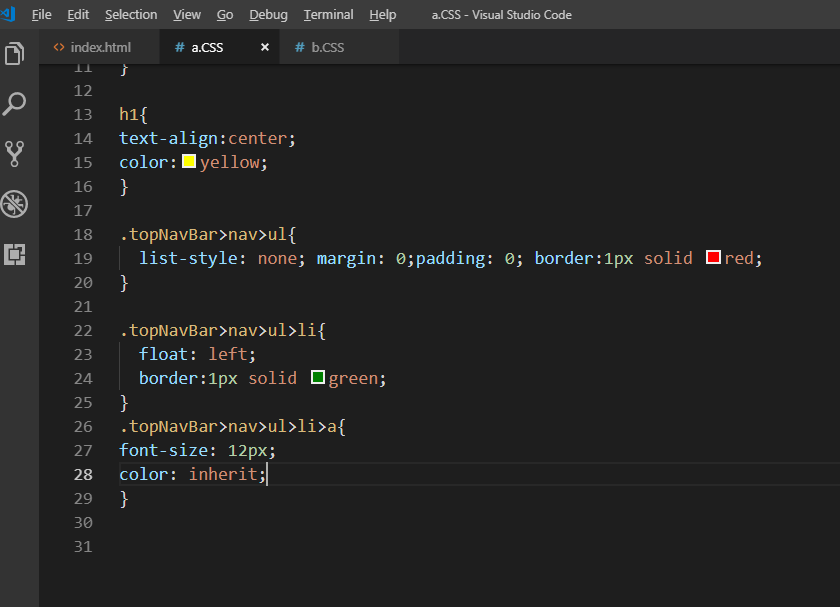 File Edit Selection View Go Debug Terminal Help a.CSS - Visual Studio Code
<> index.html # a.CSS × # b.CSS
11 }
12
13 h1{
14 text-align:center;
15 color:yellow;
16 }
17
18 .topNavBar>nav>ul{
19 list-style: none; margin: 0;padding: 0; border:1px solid red;
20 }
21
22 .topNavBar>nav>ul>li{
23 float: left;
24 border:1px solid green;
25 }
26 .topNavBar>nav>ul>li>a{
27 font-size: 12px;
28 color: inherit;
29 }
30
31